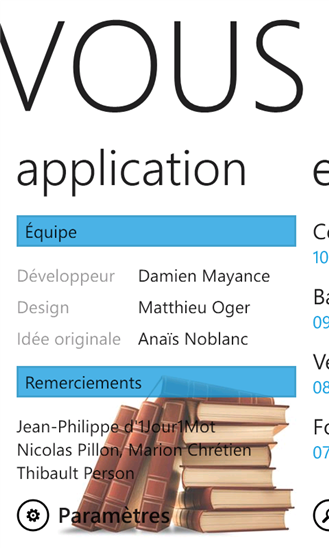 VOUS
application
Équipe
Développeur Damien Mayance
Design Matthieu Oger
Idée originale Anaïs Noblanc
Remerciements
Jean-Philippe d'1Jour1Mot
Nicolas Pillon, Marion Chrétien
Thibault Person
Paramètres
e
C
10
Ba
09
Ve
08
Fo
07